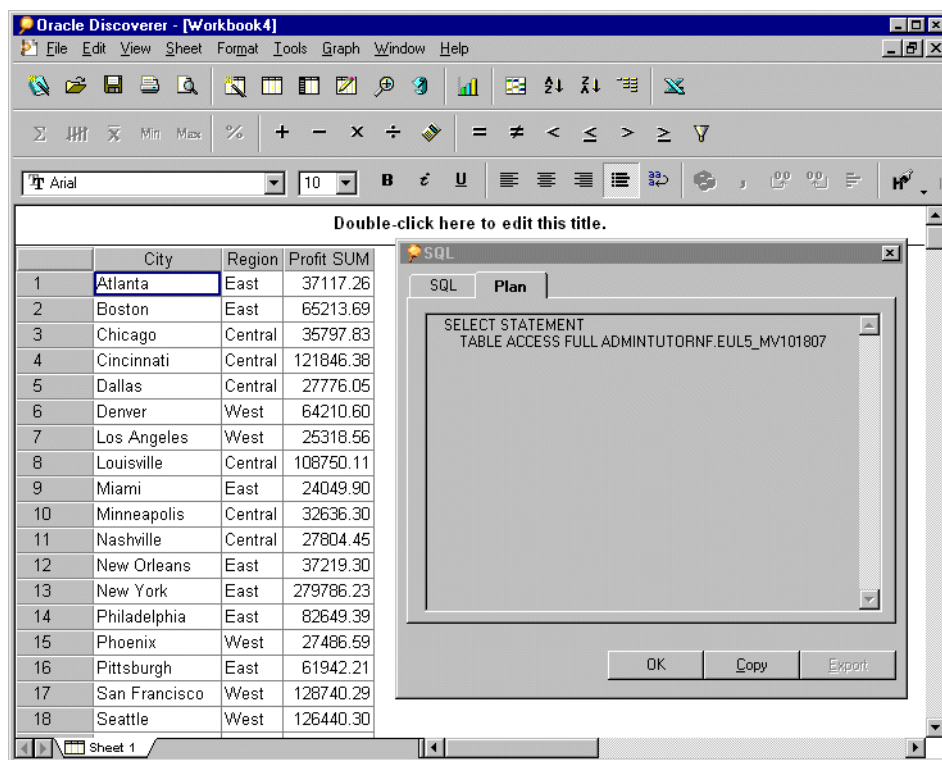 Oracle Discoverer - [Workbook4]
File Edit View Sheet Format Tools Graph Window Help
Σ X Min Max % + − × ÷ = ≠ < ≤ > ≥
Arial 10 B i U
Double-click here to edit this title.
City Region Profit SUM
1 Atlanta East 37117.26
2 Boston East 65213.69
3 Chicago Central 35797.83
4 Cincinnati Central 121846.38
5 Dallas Central 27776.05
6 Denver West 64210.60
7 Los Angeles West 25318.56
8 Louisville Central 108750.11
9 Miami East 24049.90
10 Minneapolis Central 32636.30
11 Nashville Central 27804.45
12 New Orleans East 37219.30
13 New York East 279786.23
14 Philadelphia East 82649.39
15 Phoenix West 27486.59
16 Pittsburgh East 61942.21
17 San Francisco West 128740.29
18 Seattle West 126440.30
Sheet 1
SQL
SQL Plan
SELECT STATEMENT
TABLE ACCESS FULL ADMINTUTORNF.EUL5_MV101807
OK Copy Export